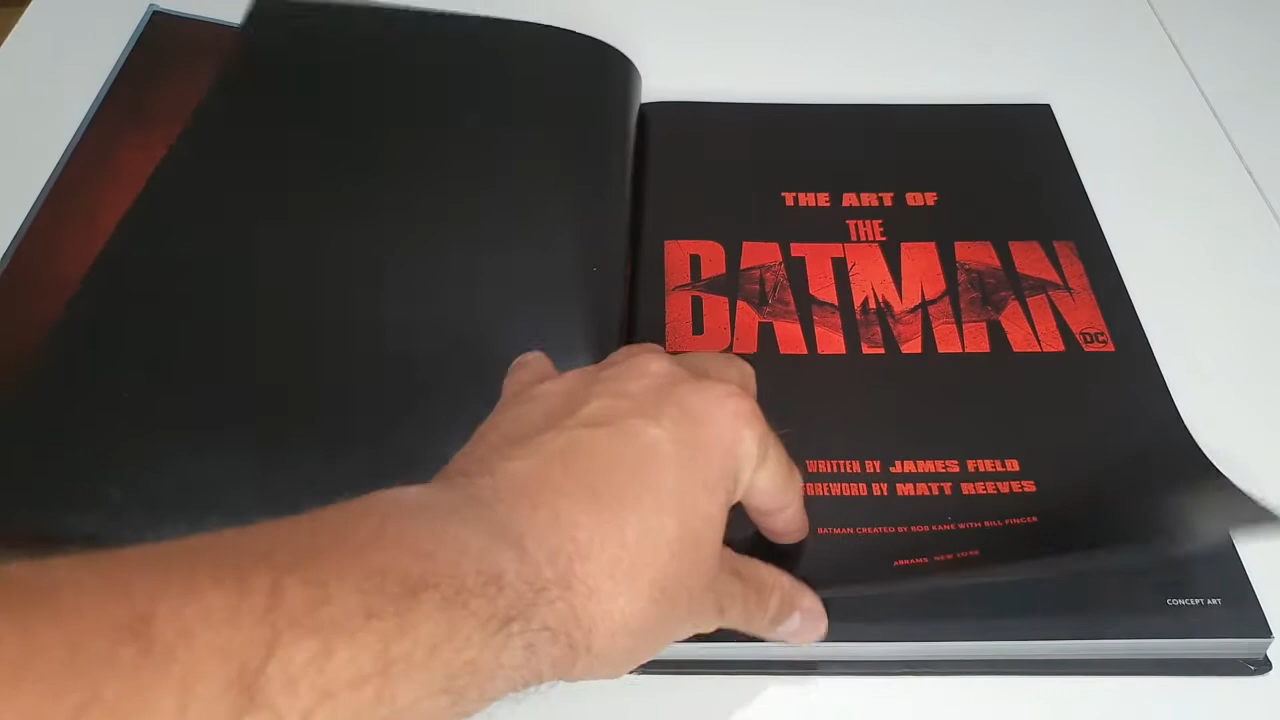 THE ART OF
THE
BATMAN
DC
WRITTEN BY JAMES FIELD
FOREWORD BY MATT REEVES
BATMAN CREATED BY BOB KANE WITH BILL FINGER
ABRAMS NEW YORK
CONCEPT ART